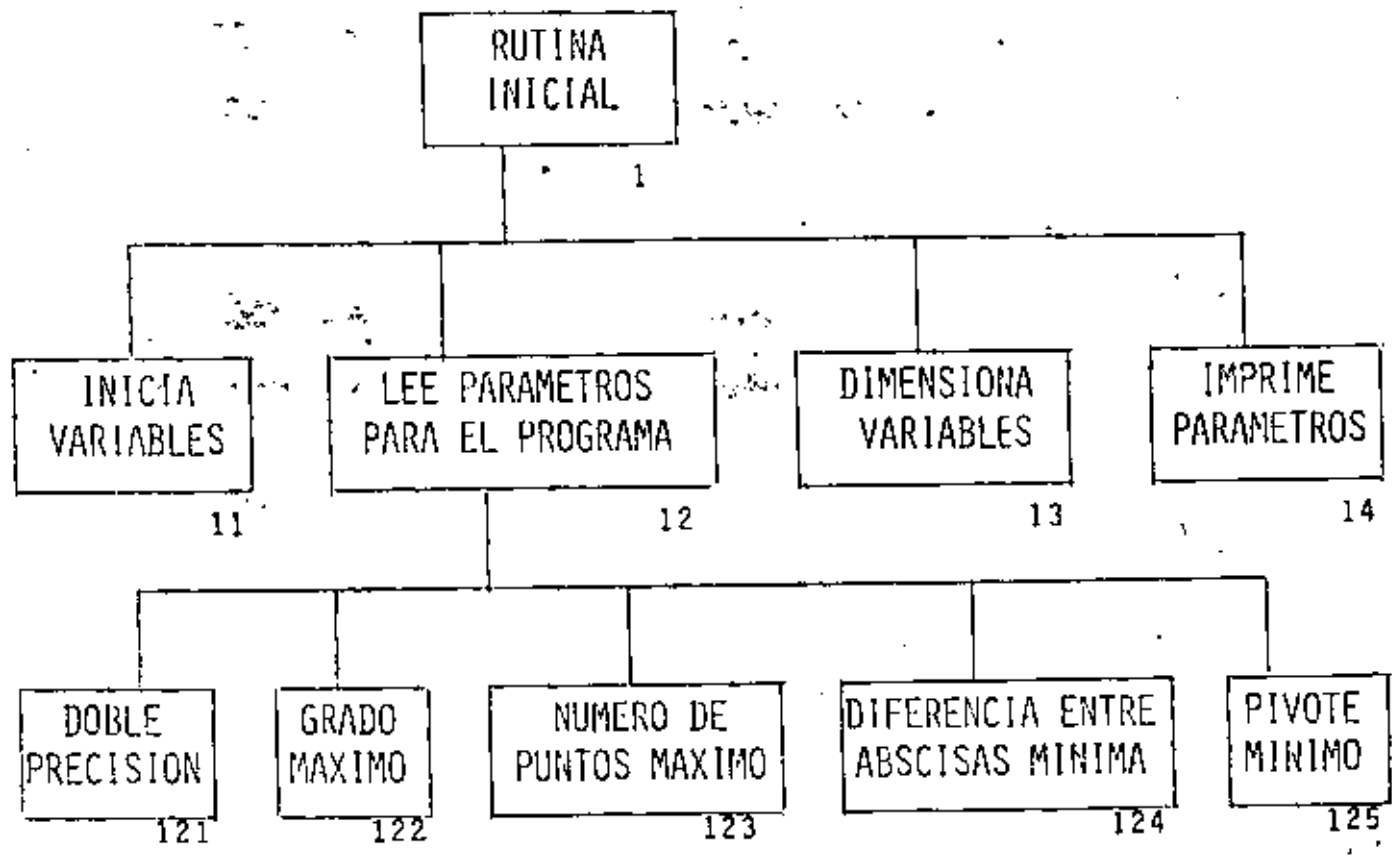 RUTINA
INICIAL
1
INICIA
VARIABLES
11
LEE PARAMETROS
PARA EL PROGRAMA
12
DIMENSIONA
VARIABLES
13
IMPRIME
PARAMETROS
14
DOBLE
PRECISION
121
GRADO
MAXIMO
122
NUMERO DE
PUNTOS MAXIMO
123
DIFERENCIA ENTRE
ABSCISAS MINIMA
124
PIVOTE
MINIMO
125